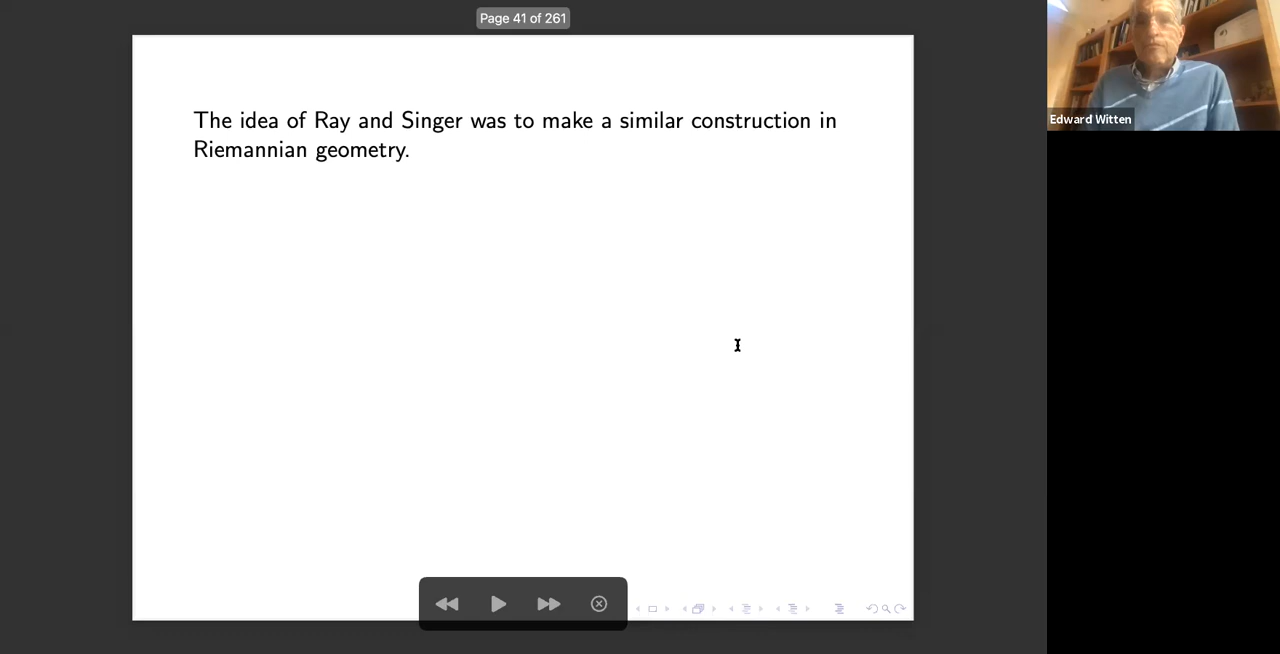 Page 41 of 261
The idea of Ray and Singer was to make a similar construction in
Riemannian geometry.
Edward Witten